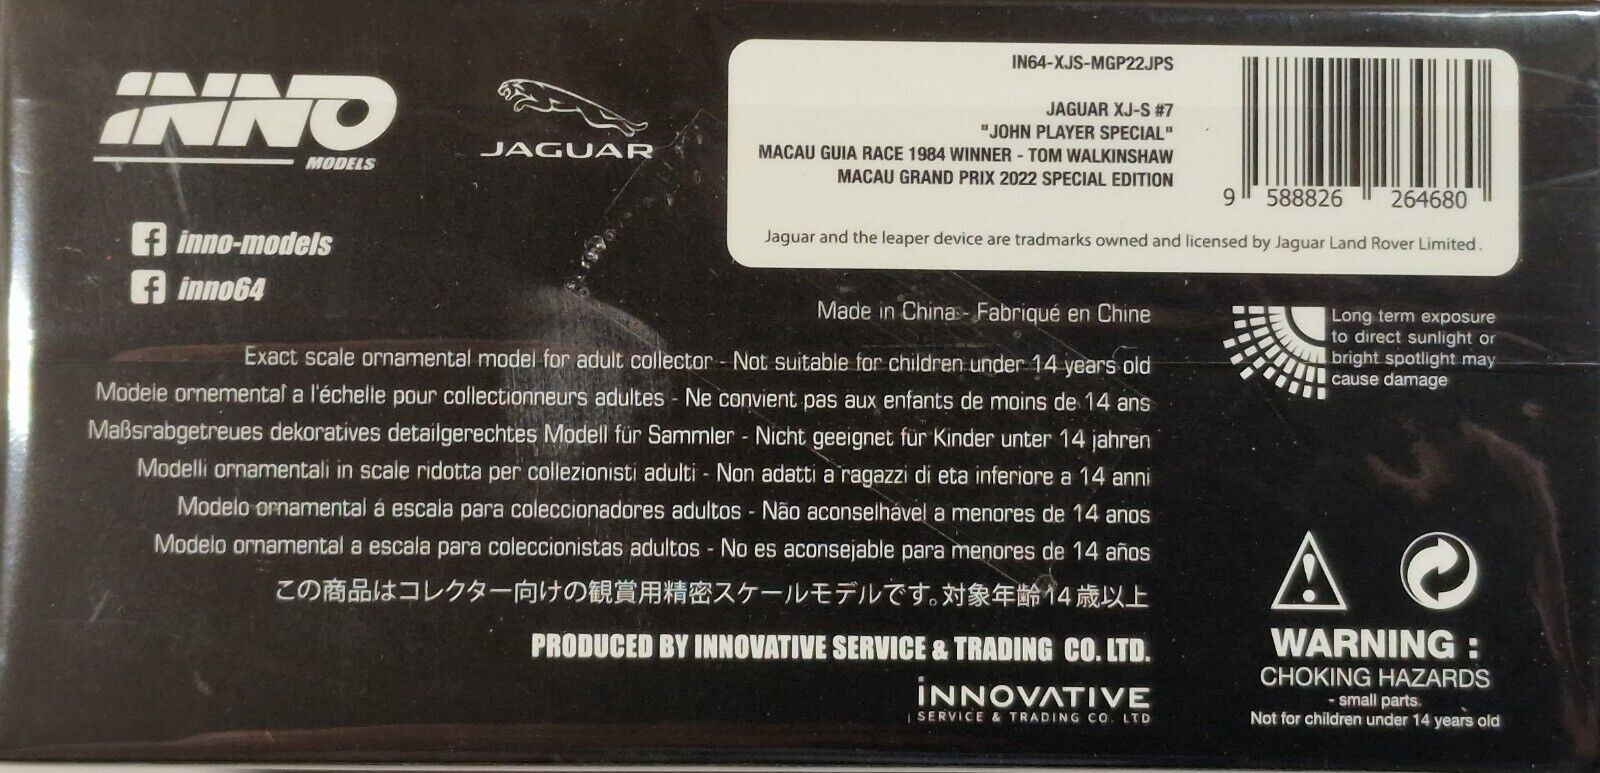 INNO
MODELS
JAGUAR
inno-models
inno64
IN64-XJS-MGP22JPS
JAGUAR XJ-S #7
"JOHN PLAYER SPECIAL"
MACAU GUIA RACE 1984 WINNER - TOM WALKINSHAW
MACAU GRAND PRIX 2022 SPECIAL EDITION
9 588826 264680
Jaguar and the leaper device are tradmarks owned and licensed by Jaguar Land Rover Limited.
Made in China - Fabriqué en Chine
Exact scale ornamental model for adult collector - Not suitable for children under 14 years old
Modele ornemental a l'échelle pour collectionneurs adultes - Ne convient pas aux enfants de moins de 14 ans
Maßsrabgetreues dekoratives detailgerechtes Modell für Sammler - Nicht geeignet für Kinder unter 14 jahren
Modelli ornamentali in scale ridotta per collezionisti adulti - Non adatti a ragazzi di eta inferiore a 14 anni
Modelo ornamental á escala para coleccionadores adultos - Não aconselhável a menores de 14 anos
Modelo ornamental a escala para coleccionistas adultos - No es aconsejable para menores de 14 años
この商品はコレクター向けの観賞用精密スケールモデルです。対象年齢14歳以上
PRODUCED BY INNOVATIVE SERVICE & TRADING CO. LTD.
INNOVATIVE
SERVICE & TRADING CO. LTD
Long term exposure
to direct sunlight or
bright spotlight may
cause damage
WARNING :
CHOKING HAZARDS
- small parts.
Not for children under 14 years old